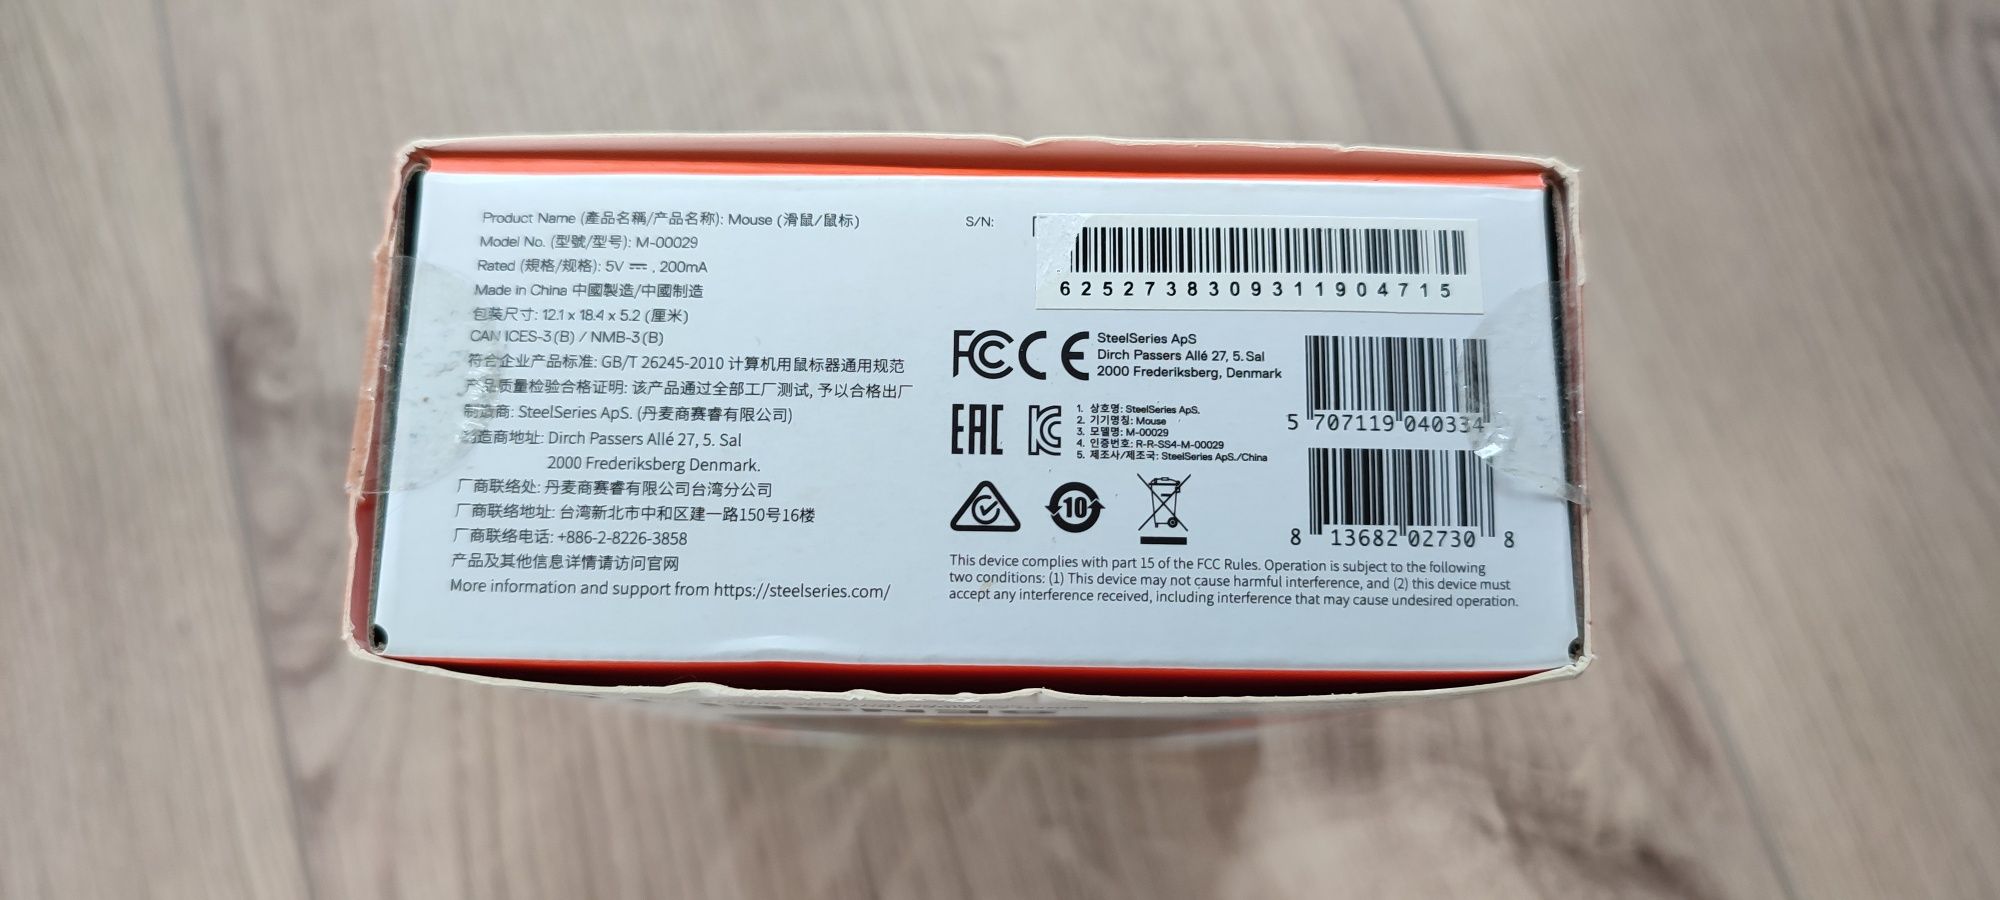 Product Name (產品名稱/产品名称): Mouse (滑鼠/鼠标)
Model No. (型號/型号): M-00029
Rated (規格/规格): 5V ⎓ , 200mA
Made in China 中國製造/中國制造
包装尺寸: 12.1 x 18.4 x 5.2 (厘米)
CAN ICES-3 (B) / NMB-3 (B)
符合企业产品标准: GB/T 26245-2010 计算机用鼠标器通用规范
产品质量检验合格证明: 该产品通过全部工厂测试, 予以合格出厂
制造商: SteelSeries ApS. (丹麦商赛睿有限公司)
制造商地址: Dirch Passers Allé 27, 5. Sal
2000 Frederiksberg Denmark.
厂商联络处: 丹麦商赛睿有限公司台湾分公司
厂商联络地址: 台湾新北市中和区建一路150号16楼
厂商联络电话: +886-2-8226-3858
产品及其他信息详情请访问官网
More information and support from https://steelseries.com/
S/N:
6252738309311904715
FC CE
SteelSeries ApS
Dirch Passers Allé 27, 5. Sal
2000 Frederiksberg, Denmark
EAC
1. 상호명: SteelSeries ApS.
2. 기기명칭: Mouse
3. 모델명: M-00029
4. 인증번호: R-R-SS4-M-00029
5. 제조사/제조국: SteelSeries ApS./China
10
5 707119 040334
8 13682 02730 8
This device complies with part 15 of the FCC Rules. Operation is subject to the following
two conditions: (1) This device may not cause harmful interference, and (2) this device must
accept any interference received, including interference that may cause undesired operation.